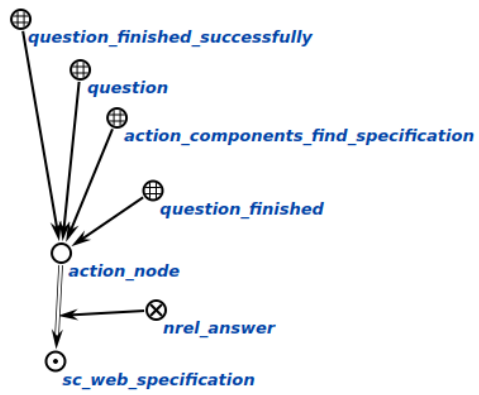 question_finished_successfully
question
action_components_find_specification
question_finished
action_node
nrel_answer
sc_web_specification